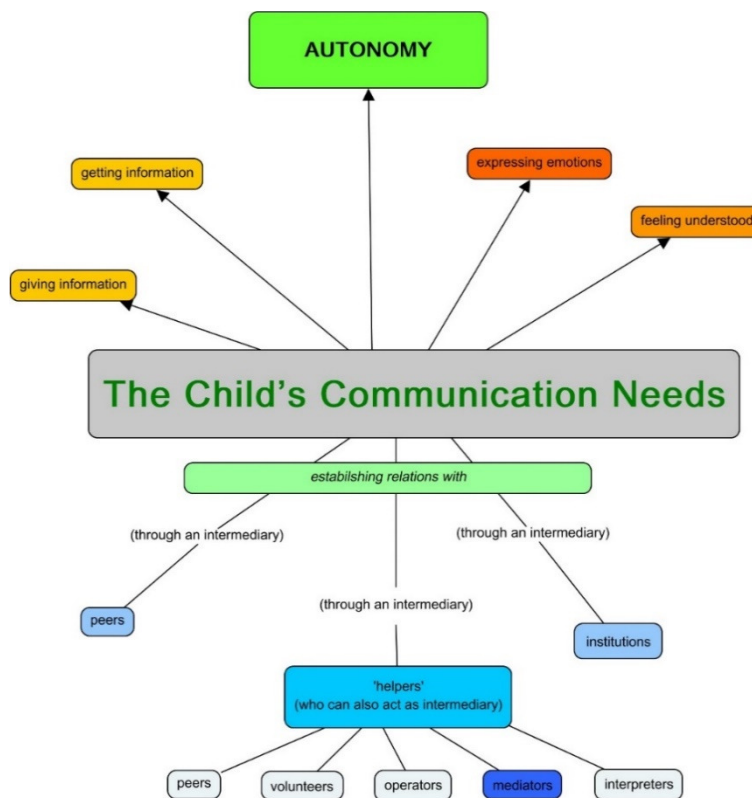 AUTONOMY
getting information
expressing emotions
feeling understood
giving information
The Child's Communication Needs
estabilshing relations with
(through an intermediary)
(through an intermediary)
(through an intermediary)
peers
institutions
'helpers'
(who can also act as intermediary)
peers
volunteers
operators
mediators
interpreters